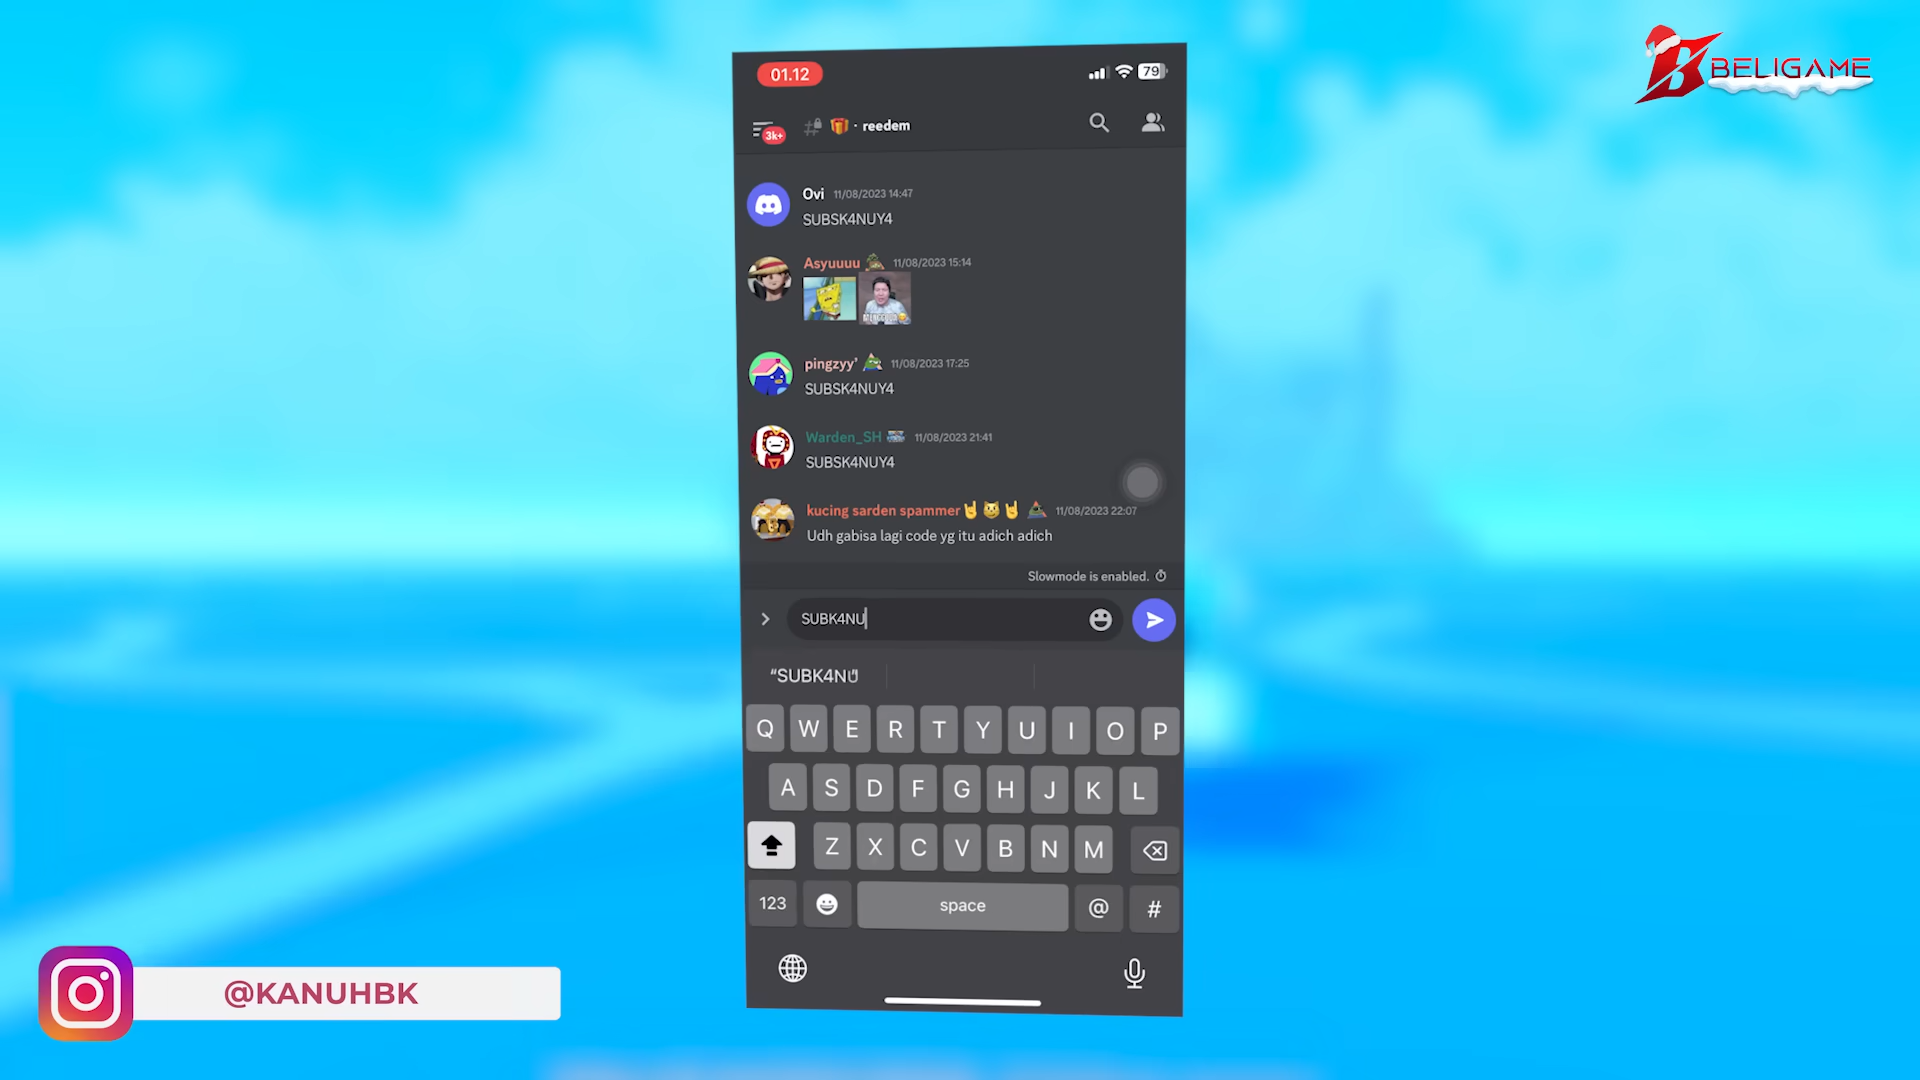 01.12
79
BELIGAME
3k+
reedem
Ovi 11/08/2023 14:47
SUBSK4NUY4
Asyuuuu 11/08/2023 15:14
pingzyy' 11/08/2023 17:25
SUBSK4NUY4
Warden_SH 11/08/2023 21:41
SUBSK4NUY4
kucing sarden spammer🤘😺🤘 11/08/2023 22:07
Udh gabisa lagi code yg itu adich adich
Slowmode is enabled.
SUBK4NU
“SUBK4NU”
Q W E R T Y U I O P
A S D F G H J K L
Z X C V B N M
123 space @ #
@KANUHBK